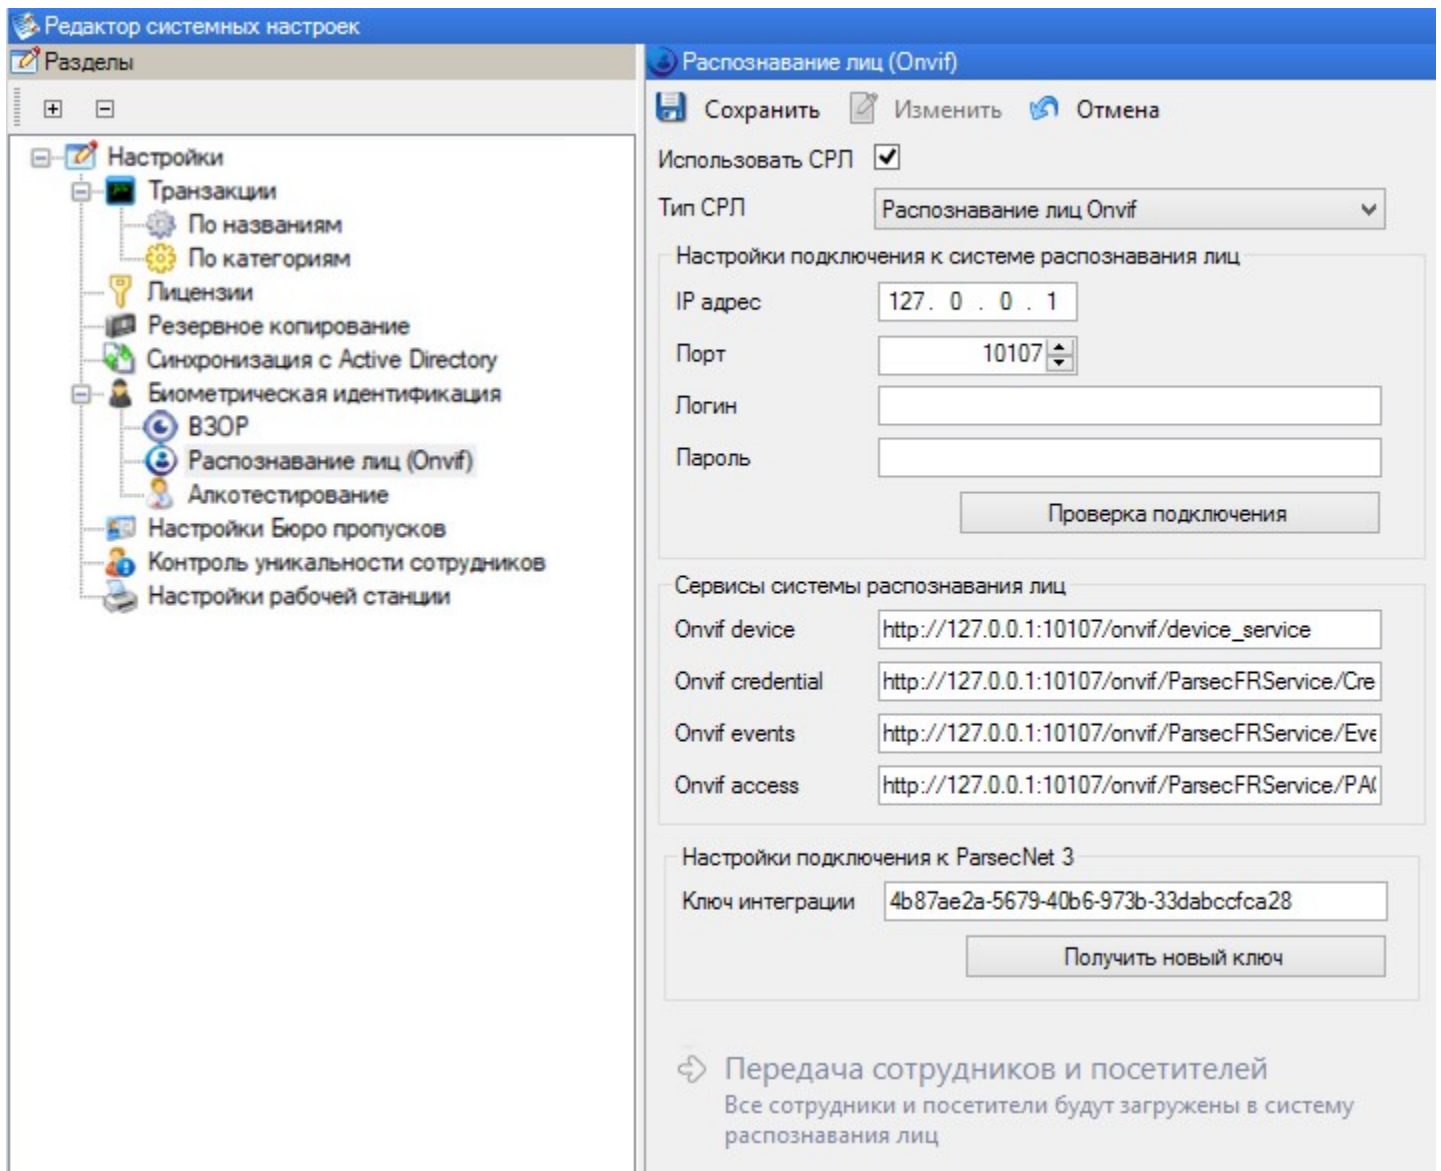 Редактор системных настроек
Разделы
Настройки
Транзакции
По названиям
По категориям
Лицензии
Резервное копирование
Синхронизация с Active Directory
Биометрическая идентификация
ВЗОР
Распознавание лиц (Onvif)
Алкотестирование
Настройки Бюро пропусков
Контроль уникальности сотрудников
Настройки рабочей станции
Распознавание лиц (Onvif)
Сохранить Изменить Отмена
Использовать СРЛ
Тип СРЛ Распознавание лиц Onvif
Настройки подключения к системе распознавания лиц
IP адрес 127. 0 . 0 . 1
Порт 10107
Логин
Пароль
Проверка подключения
Сервисы системы распознавания лиц
Onvif device http://127.0.0.1:10107/onvif/device_service
Onvif credential http://127.0.0.1:10107/onvif/ParsecFRService/Cre
Onvif events http://127.0.0.1:10107/onvif/ParsecFRService/Eve
Onvif access http://127.0.0.1:10107/onvif/ParsecFRService/PA
Настройки подключения к ParsecNet 3
Ключ интеграции 4b87ae2a-5679-40b6-973b-33dabccfca28
Получить новый ключ
Передача сотрудников и посетителей
Все сотрудники и посетители будут загружены в систему
распознавания лиц